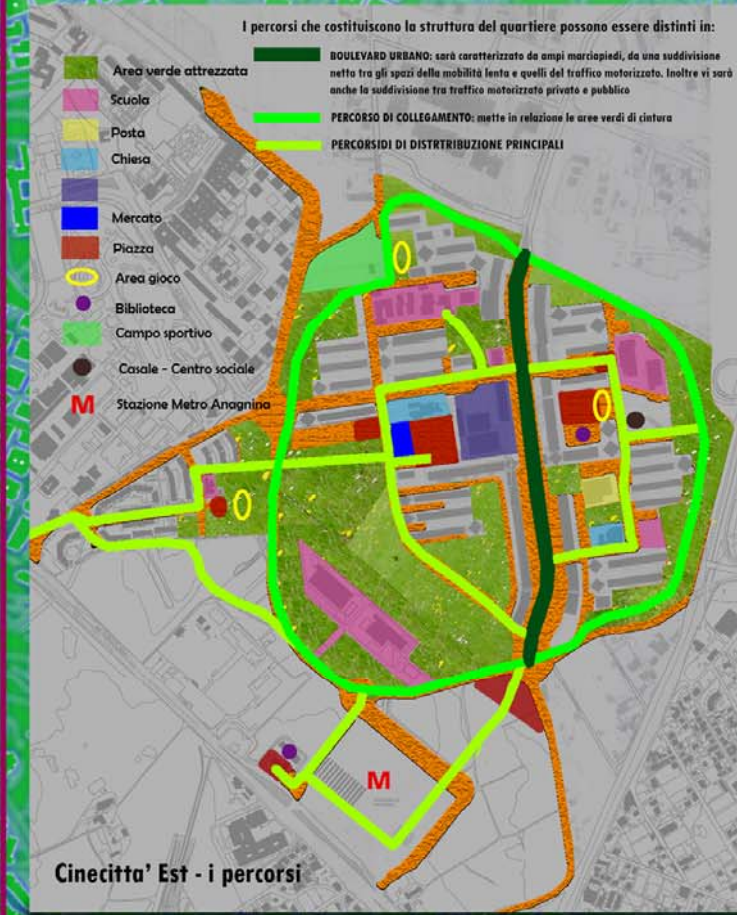 I percorsi che costituiscono la struttura del quartiere possono essere distinti in:
BOULEVARD URBANO: sarà caratterizzato da ampi marciapiedi, da una suddivisione
netta tra gli spazi della mobilità lenta e quelli del traffico motorizzato. Inoltre vi sarà
anche la suddivisione tra traffico motorizzato privato e pubblico
PERCORSO DI COLLEGAMENTO: mette in relazione le aree verdi di cintura
PERCORSIDI DI DISTRTRIBUZIONE PRINCIPALI
Area verde attrezzata
Scuola
Posta
Chiesa
Mercato
Piazza
Area gioco
Biblioteca
Campo sportivo
Casale - Centro sociale
M Stazione Metro Anagnina
M
Cinecitta' Est - i percorsi